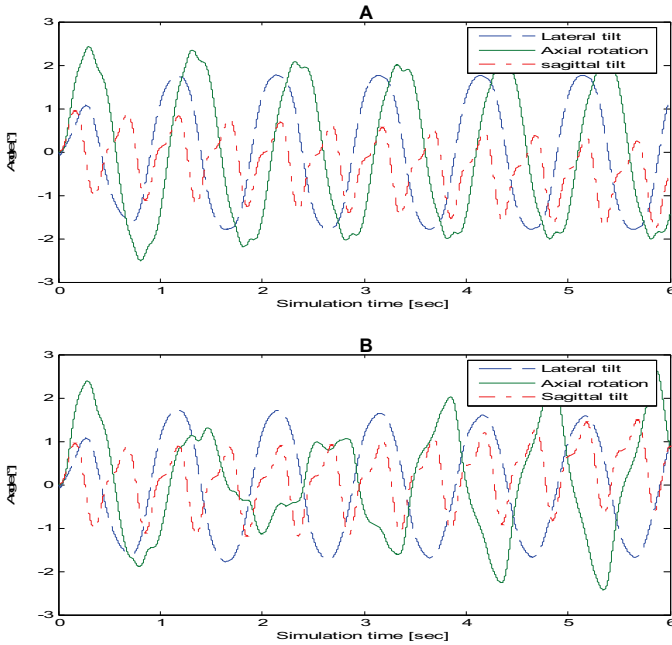 A
3
2
1
0
-1
-2
-3
Agle[°]
Lateral tilt
Axial rotation
sagittal tilt
0 1 2 3 4 5 6
Simulation time [sec]
B
3
2
1
0
-1
-2
-3
Agle[°]
Lateral tilt
Axial rotation
Sagittal tilt
0 1 2 3 4 5 6
Simulation time [sec]